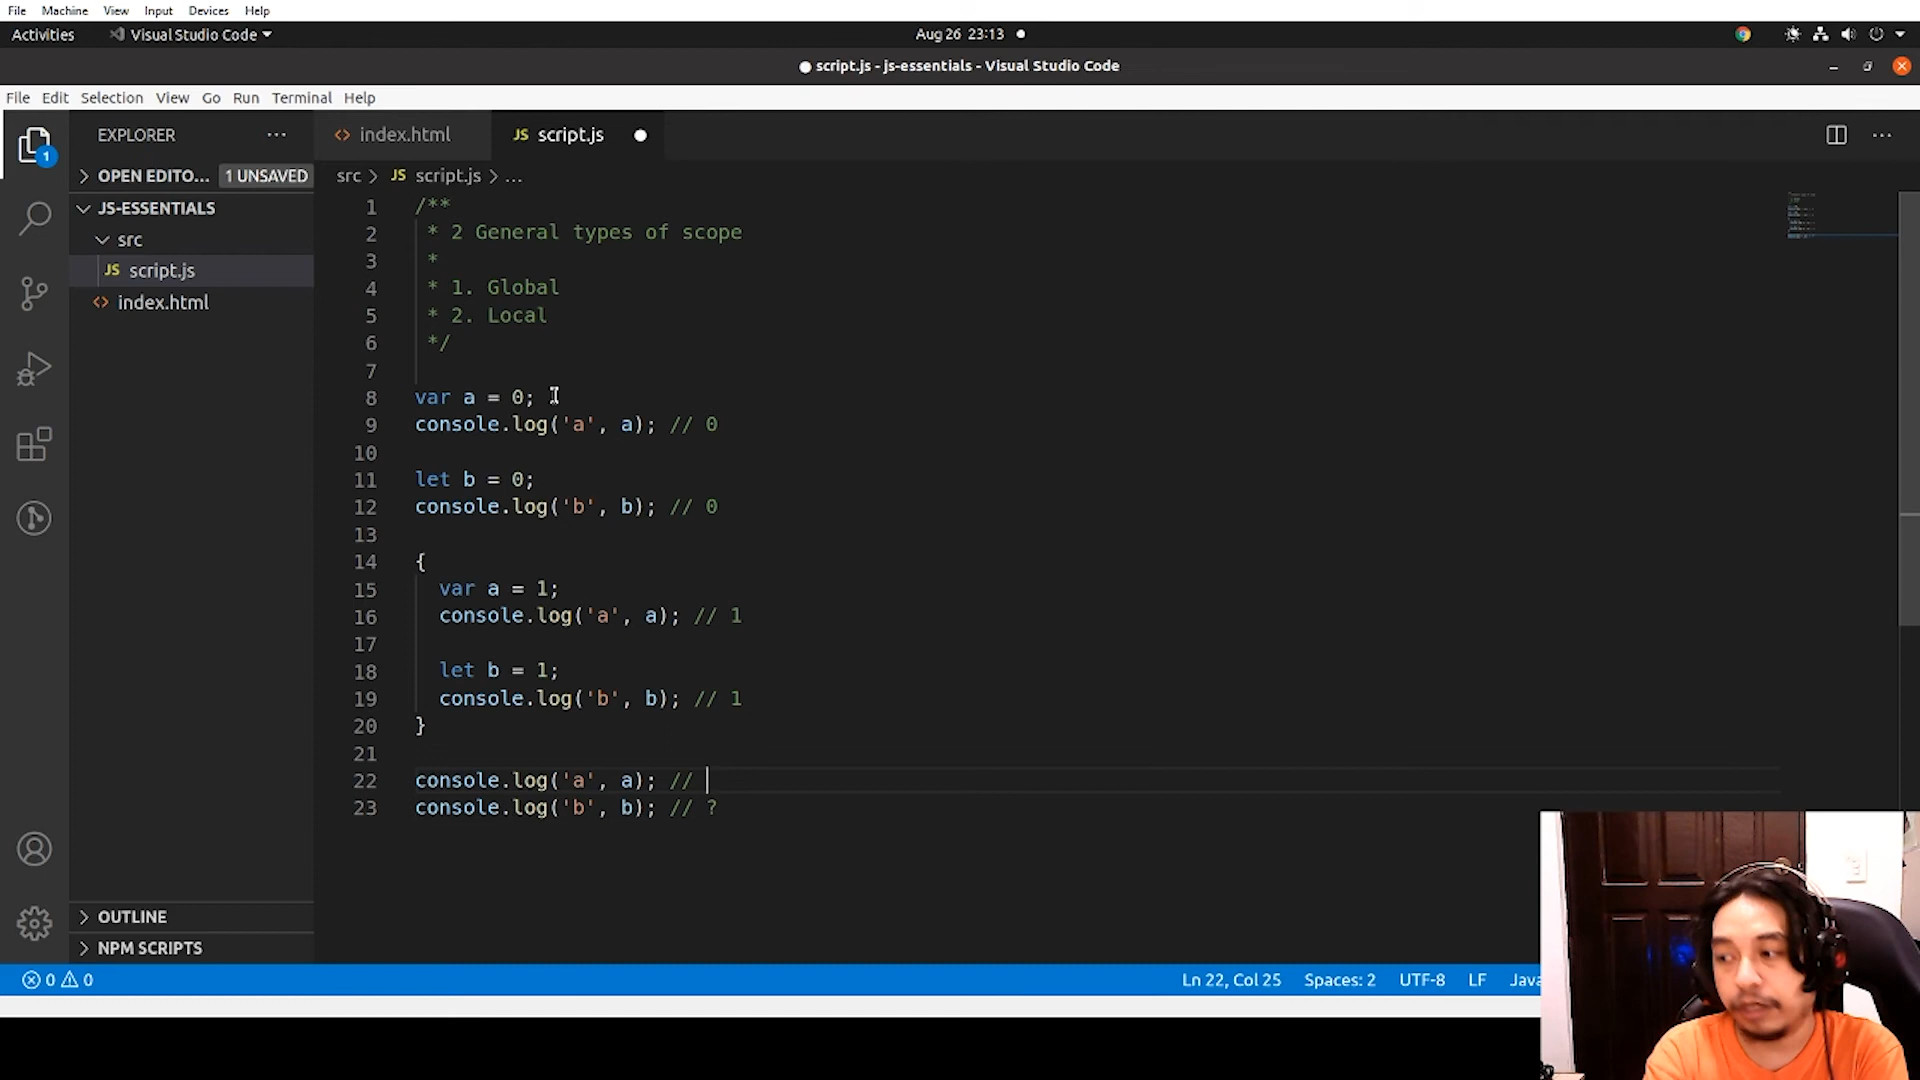 File Machine View Input Devices Help
Activities Visual Studio Code Aug 26 23:13
script.js - js-essentials - Visual Studio Code
File Edit Selection View Go Run Terminal Help
EXPLORER ··· index.html JS script.js ···
1
OPEN EDITO... 1 UNSAVED src > JS script.js > ...
JS-ESSENTIALS
src
JS script.js
index.html
1 /**
2 * 2 General types of scope
3 *
4 * 1. Global
5 * 2. Local
6 */
7
8 var a = 0;
9 console.log('a', a); // 0
10
11 let b = 0;
12 console.log('b', b); // 0
13
14 {
15 var a = 1;
16 console.log('a', a); // 1
17
18 let b = 1;
19 console.log('b', b); // 1
20 }
21
22 console.log('a', a); //
23 console.log('b', b); // ?
OUTLINE
NPM SCRIPTS
0 0 Ln 22, Col 25 Spaces: 2 UTF-8 LF Java